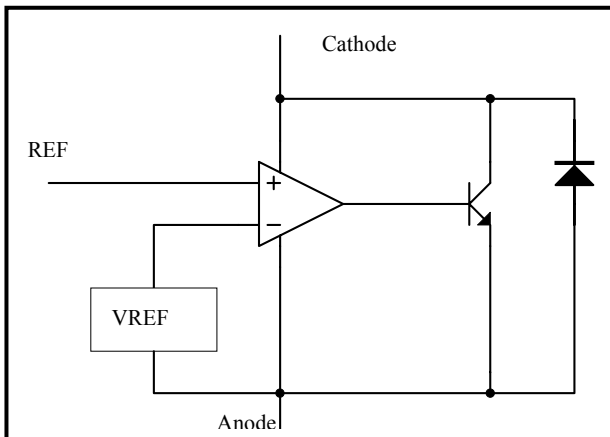 Cathode
REF
+
−
VREF
Anode